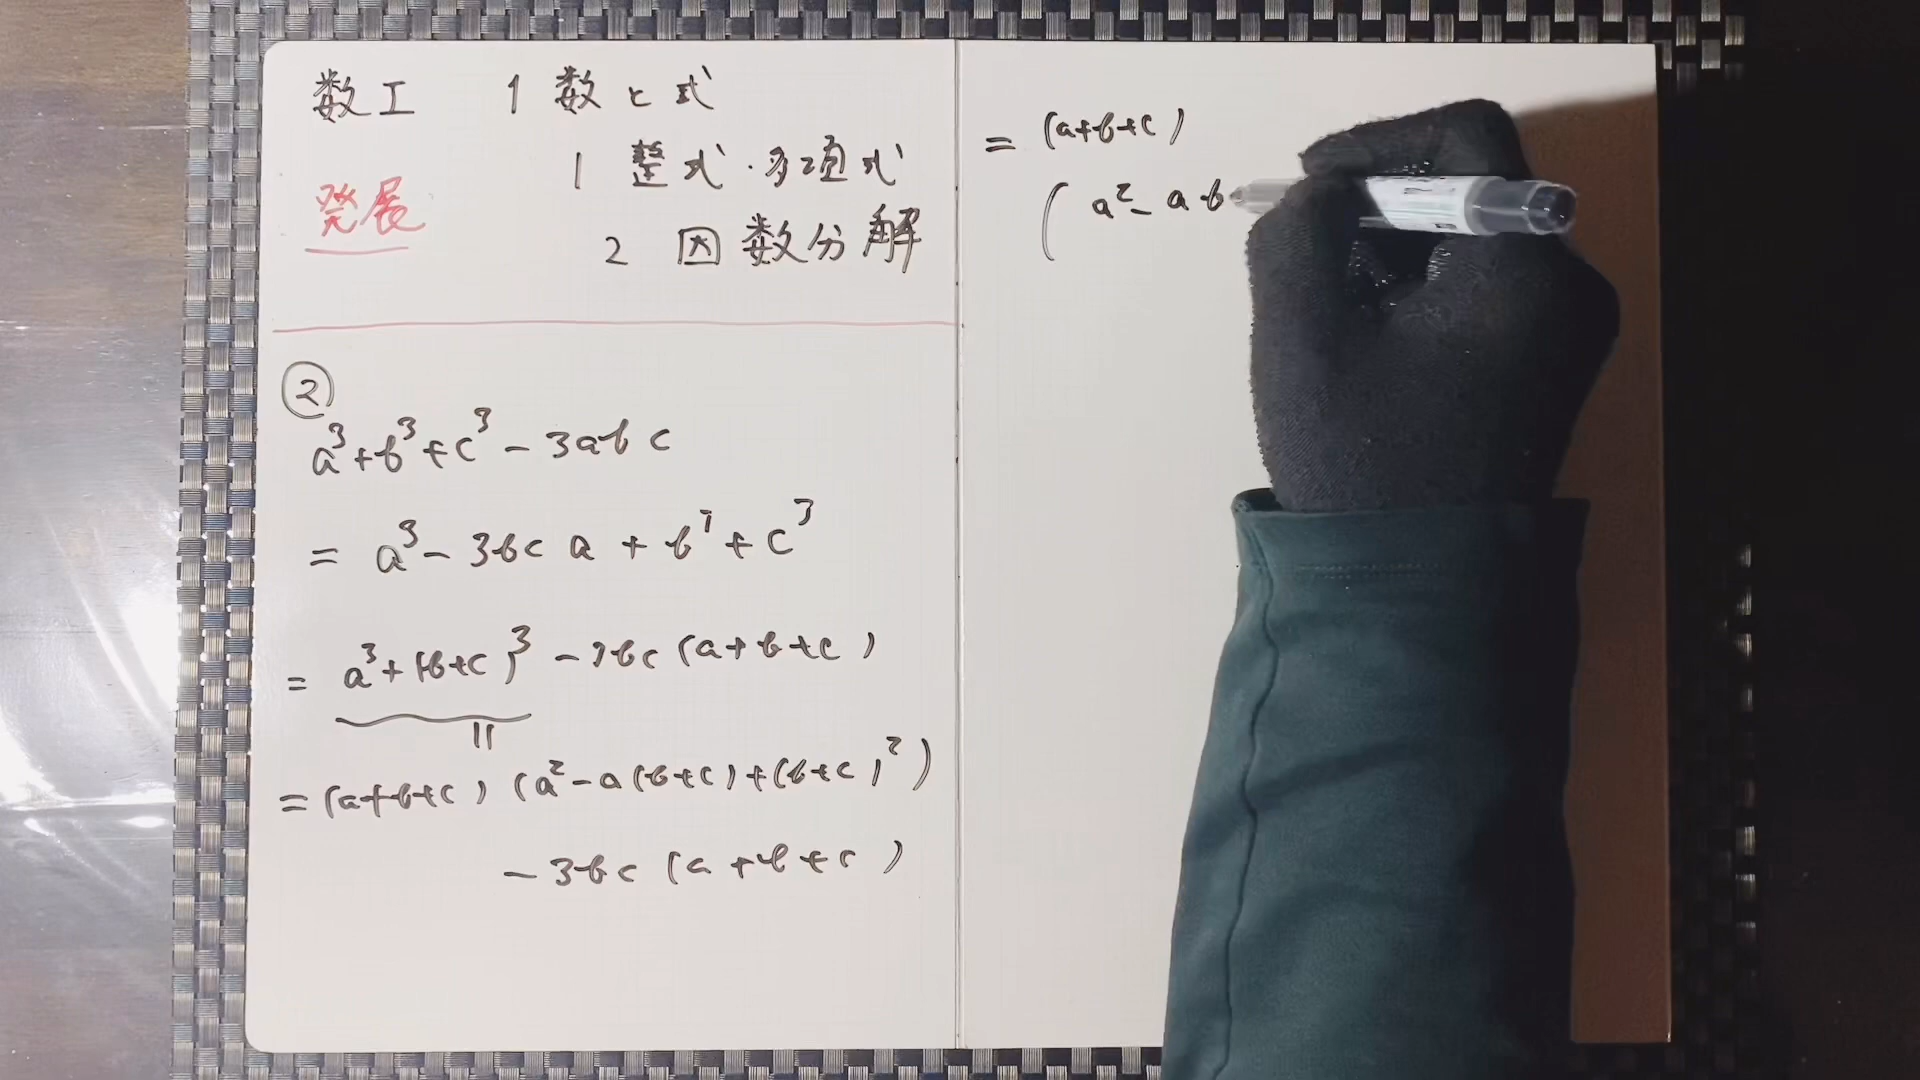 数I 1 数と式
1 整式・多項式
発展
2 因数分解
②
a³+b³+c³-3abc
= a³-3bc a + b³ + c³
= a³+(b+c)³-3bc(a+b+c)
=(a+b+c)(a²-a(b+c)+(b+c)²)
-3bc(a+b+c)
= (a+b+c)
( a²- ab